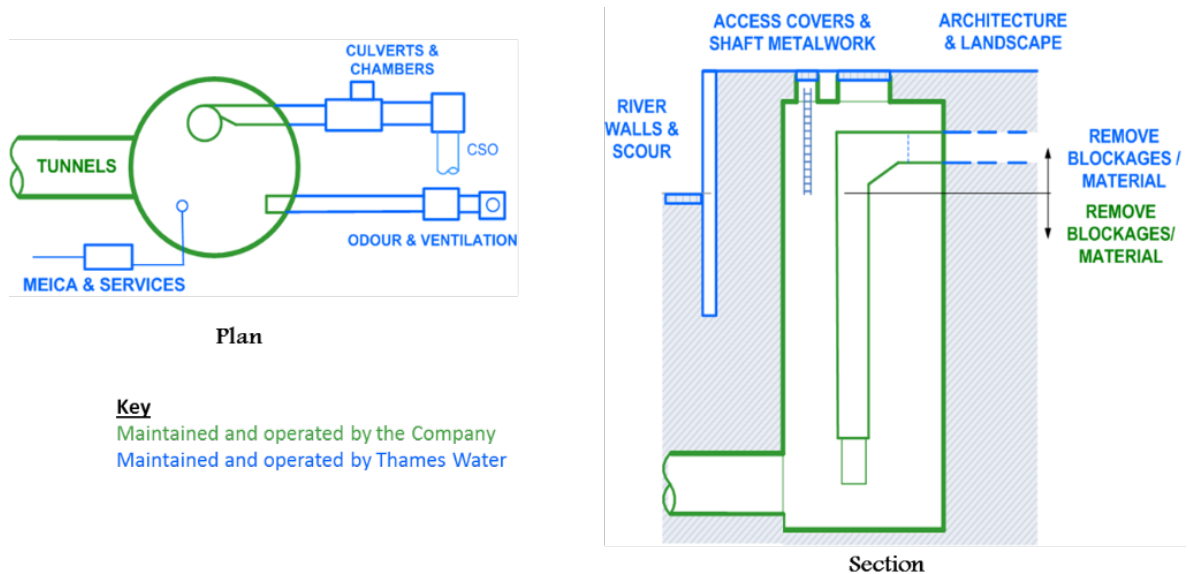 CULVERTS &
CHAMBERS
TUNNELS
CSO
ODOUR & VENTILATION
MEICA & SERVICES
Plan
Key
Maintained and operated by the Company
Maintained and operated by Thames Water
ACCESS COVERS &
SHAFT METALWORK
ARCHITECTURE
& LANDSCAPE
RIVER
WALLS &
SCOUR
REMOVE
BLOCKAGES /
MATERIAL
REMOVE
BLOCKAGES/
MATERIAL
Section